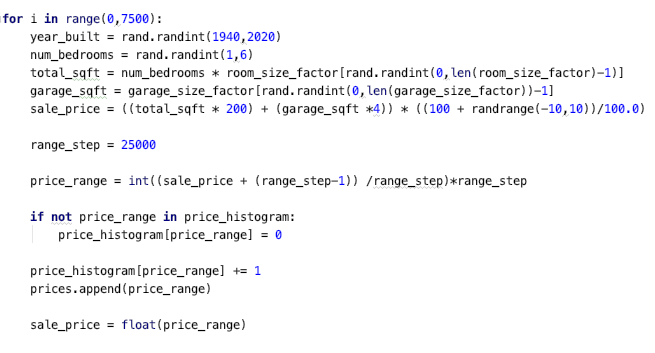 for i in range(0,7500):
    year_built = rand.randint(1940,2020)
    num_bedrooms = rand.randint(1,6)
    total_sqft = num_bedrooms * room_size_factor[rand.randint(0,len(room_size_factor)-1)]
    garage_sqft = garage_size_factor[rand.randint(0,len(garage_size_factor))-1]
    sale_price = ((total_sqft * 200) + (garage_sqft *4)) * ((100 + randrange(-10,10))/100.0)
    range_step = 25000
    price_range = int((sale_price + (range_step-1)) /range_step)*range_step
    if not price_range in price_histogram:
        price_histogram[price_range] = 0
    price_histogram[price_range] += 1
    prices.append(price_range)
    sale_price = float(price_range)